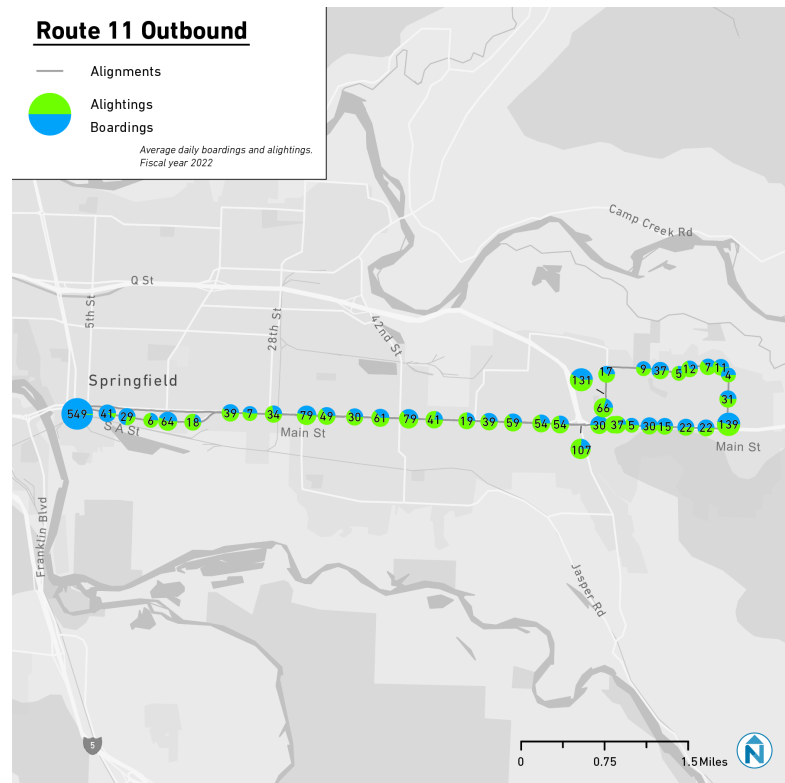 Route 11 Outbound
Alignments
Alightings
Boardings
Average daily boardings and alightings.
Fiscal year 2022
Camp Creek Rd
Q St
5th St
28th St
42nd St
Springfield
131
17
9
37
5
12
7
11
4
31
66
549
41
29
6
64
18
39
7
34
79
49
30
61
79
41
19
39
59
54
54
30
37
5
30
15
22
22
139
S A St
Main St
Main St
107
Franklin Blvd
Jasper Rd
5
0
0.75
1.5 Miles
N